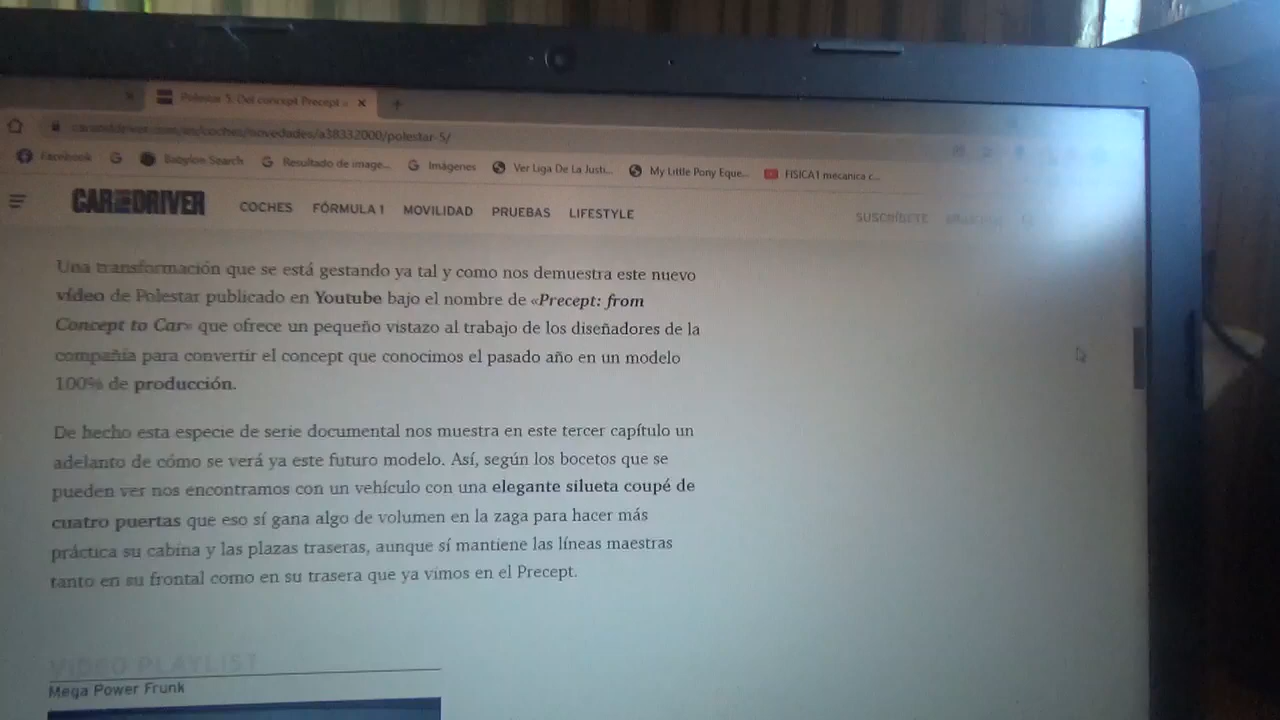 Polestar 5: Del concept Precept
/coches/novedades/a38332000/polestar-5/
Facebook
Babylon Search
Resultado de image...
Imágenes
Ver Liga De La Justi...
My Little Pony Eque...
FISICA1 mecanica c...
CAR AND DRIVER
COCHES
FÓRMULA 1
MOVILIDAD
PRUEBAS
LIFESTYLE
SUSCRÍBETE
Una transformación que se está gestando ya tal y como nos demuestra este nuevo
vídeo de Polestar publicado en Youtube bajo el nombre de «Precept: from
Concept to Car» que ofrece un pequeño vistazo al trabajo de los diseñadores de la
compañía para convertir el concept que conocimos el pasado año en un modelo
100% de producción.
De hecho esta especie de serie documental nos muestra en este tercer capítulo un
adelanto de cómo se verá ya este futuro modelo. Así, según los bocetos que se
pueden ver nos encontramos con un vehículo con una elegante silueta coupé de
cuatro puertas que eso sí gana algo de volumen en la zaga para hacer más
práctica su cabina y las plazas traseras, aunque sí mantiene las líneas maestras
tanto en su frontal como en su trasera que ya vimos en el Precept.
VIDEO PLAYLIST
Mega Power Frunk